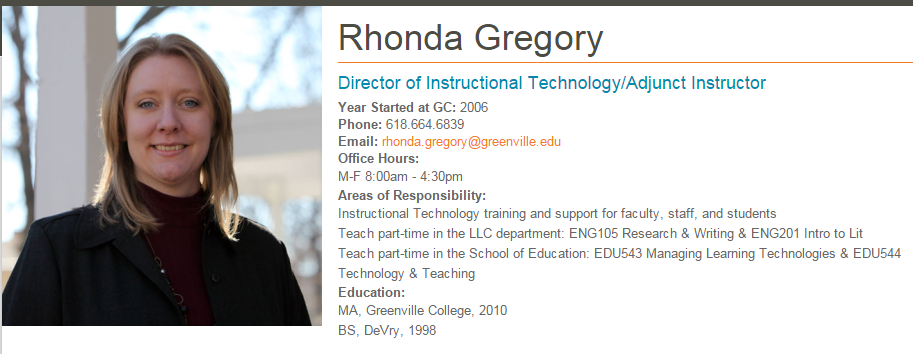 Rhonda Gregory
Director of Instructional Technology/Adjunct Instructor
Year Started at GC: 2006
Phone: 618.664.6839
Email: rhonda.gregory@greenville.edu
Office Hours:
M-F 8:00am - 4:30pm
Areas of Responsibility:
Instructional Technology training and support for faculty, staff, and students
Teach part-time in the LLC department: ENG105 Research & Writing & ENG201 Intro to Lit
Teach part-time in the School of Education: EDU543 Managing Learning Technologies & EDU544
Technology & Teaching
Education:
MA, Greenville College, 2010
BS, DeVry, 1998